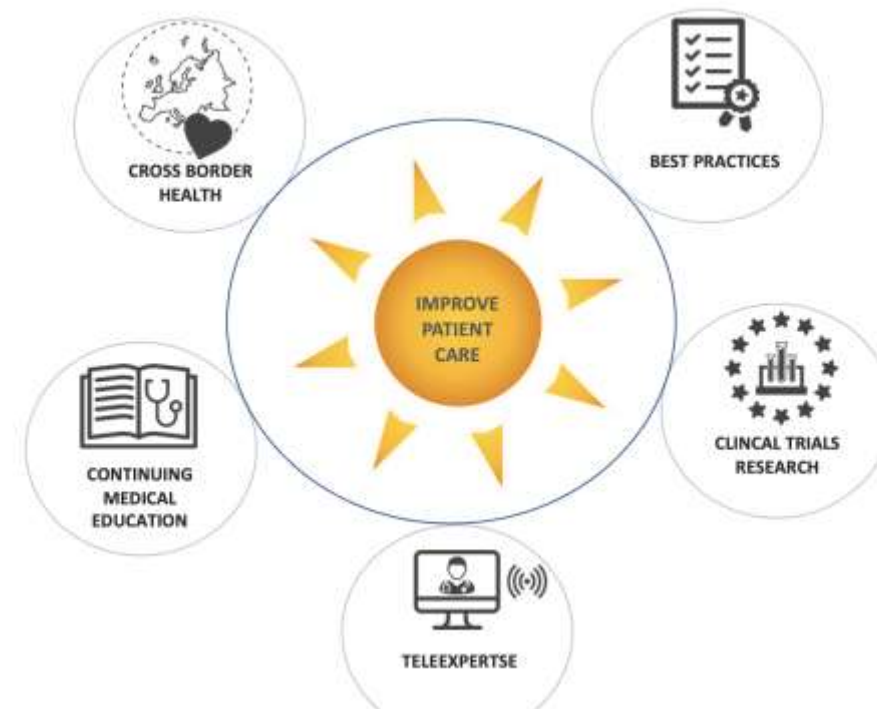 CROSS BORDER
HEALTH
BEST PRACTICES
IMPROVE
PATIENT
CARE
CLINCAL TRIALS
RESEARCH
CONTINUING
MEDICAL
EDUCATION
TELEEXPERTSE